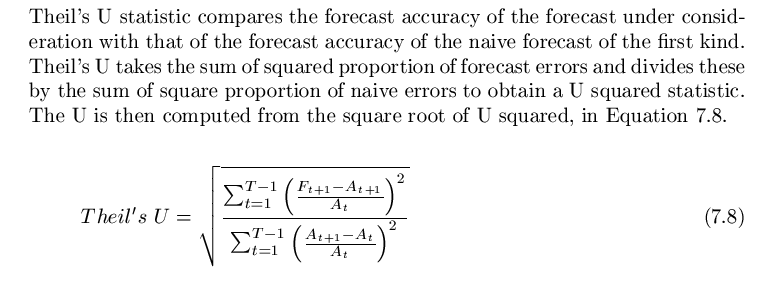 Theil's U statistic compares the forecast accuracy of the forecast under consid-
eration with that of the forecast accuracy of the naive forecast of the first kind.
Theil's U takes the sum of squared proportion of forecast errors and divides these
by the sum of square proportion of naive errors to obtain a U squared statistic.
The U is then computed from the square root of U squared, in Equation 7.8.
$Theil's\ U = \sqrt{\frac{\sum_{t=1}^{T-1}\left(\frac{F_{t+1}-A_{t+1}}{A_t}\right)^2}{\sum_{t=1}^{T-1}\left(\frac{A_{t+1}-A_t}{A_t}\right)^2}}$ (7.8)